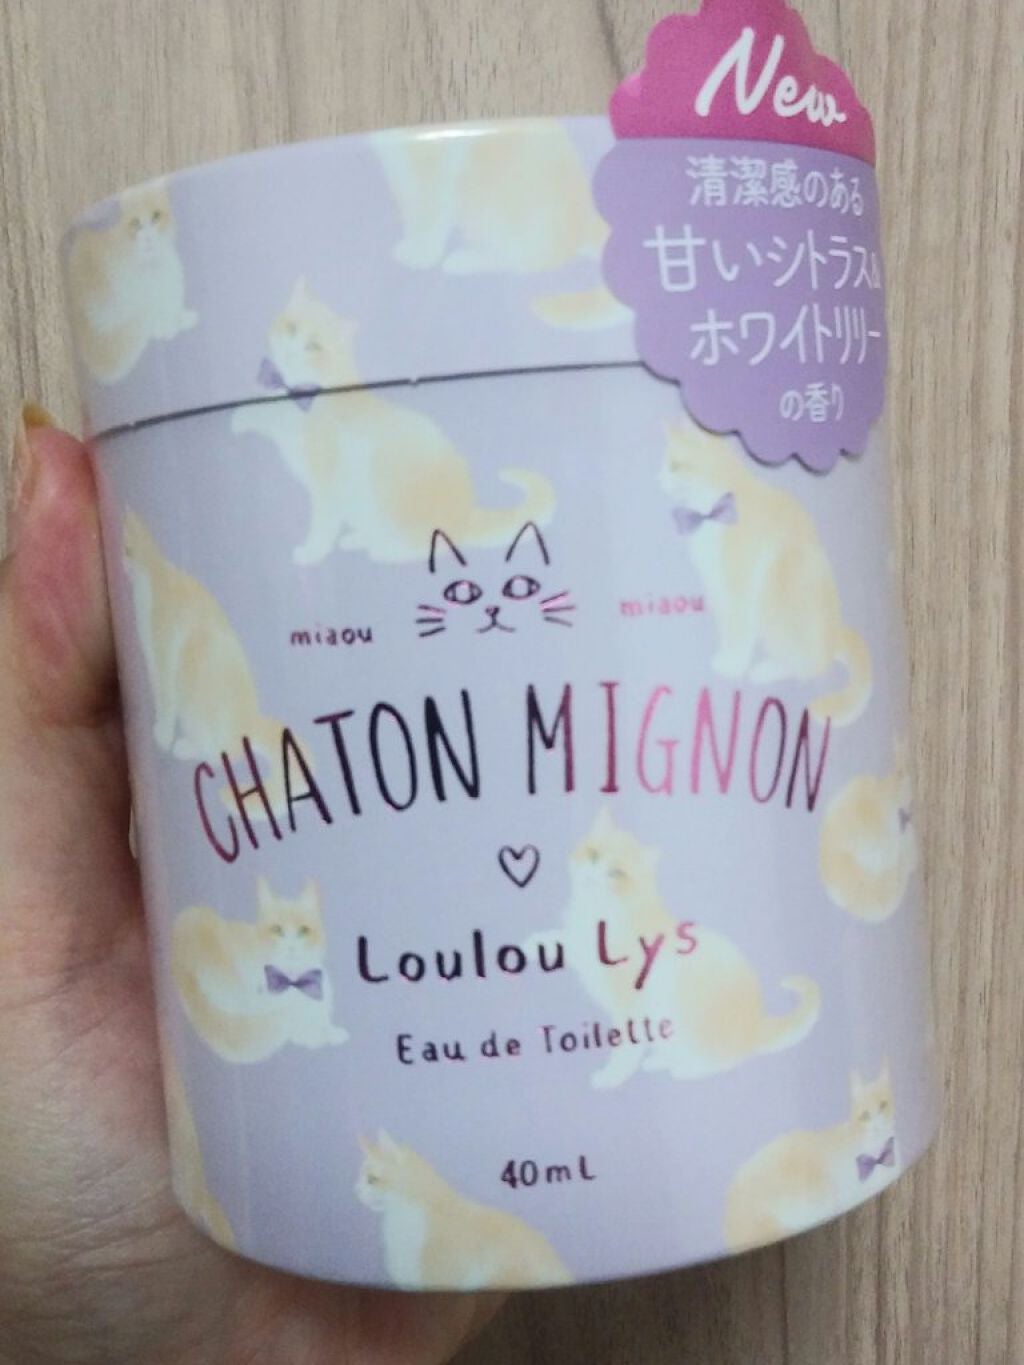 New
清潔感のある
甘いシトラス&
ホワイトリリー
の香り
miaou
miaou
CHATON MIGNON
Loulou Lys
Eau de Toilette
40mL